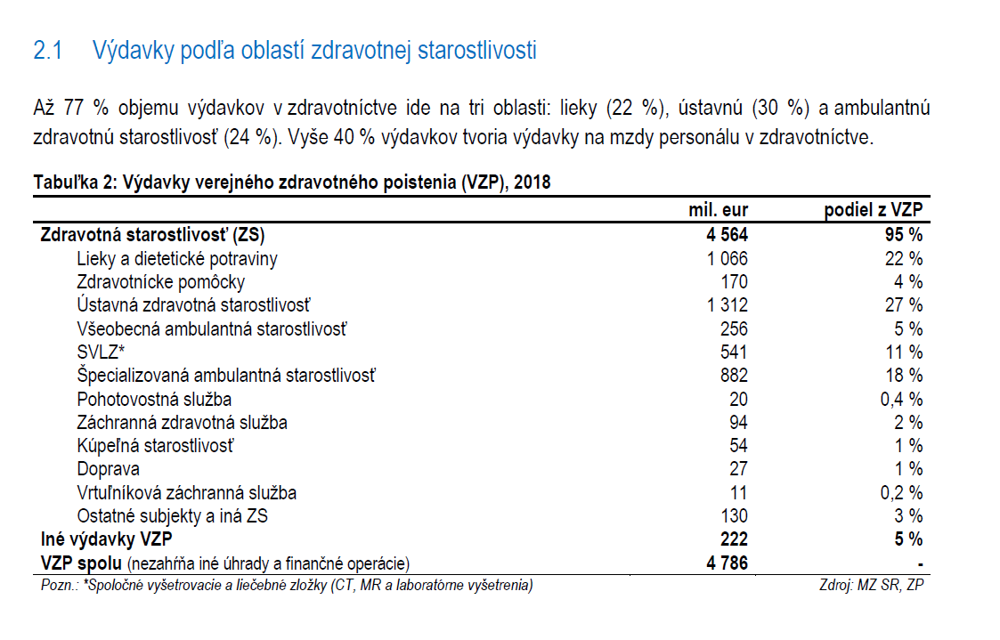 2.1 Výdavky podľa oblastí zdravotnej starostlivosti
Až 77 % objemu výdavkov v zdravotníctve ide na tri oblasti: lieky (22 %), ústavnú (30 %) a ambulantnú
zdravotnú starostlivosť (24 %). Vyše 40 % výdavkov tvoria výdavky na mzdy personálu v zdravotníctve.
Tabuľka 2: Výdavky verejného zdravotného poistenia (VZP), 2018
mil. eur podiel z VZP
Zdravotná starostlivosť (ZS) 4 564 95 %
Lieky a dietetické potraviny 1 066 22 %
Zdravotnícke pomôcky 170 4 %
Ústavná zdravotná starostlivosť 1 312 27 %
Všeobecná ambulantná starostlivosť 256 5 %
SVLZ* 541 11 %
Špecializovaná ambulantná starostlivosť 882 18 %
Pohotovostná služba 20 0,4 %
Záchranná zdravotná služba 94 2 %
Kúpeľná starostlivosť 54 1 %
Doprava 27 1 %
Vrtuľníková záchranná služba 11 0,2 %
Ostatné subjekty a iná ZS 130 3 %
Iné výdavky VZP 222 5 %
VZP spolu (nezahŕňa iné úhrady a finančné operácie) 4 786 -
Pozn.: *Spoločné vyšetrovacie a liečebné zložky (CT, MR a laboratórne vyšetrenia) Zdroj: MZ SR, ZP